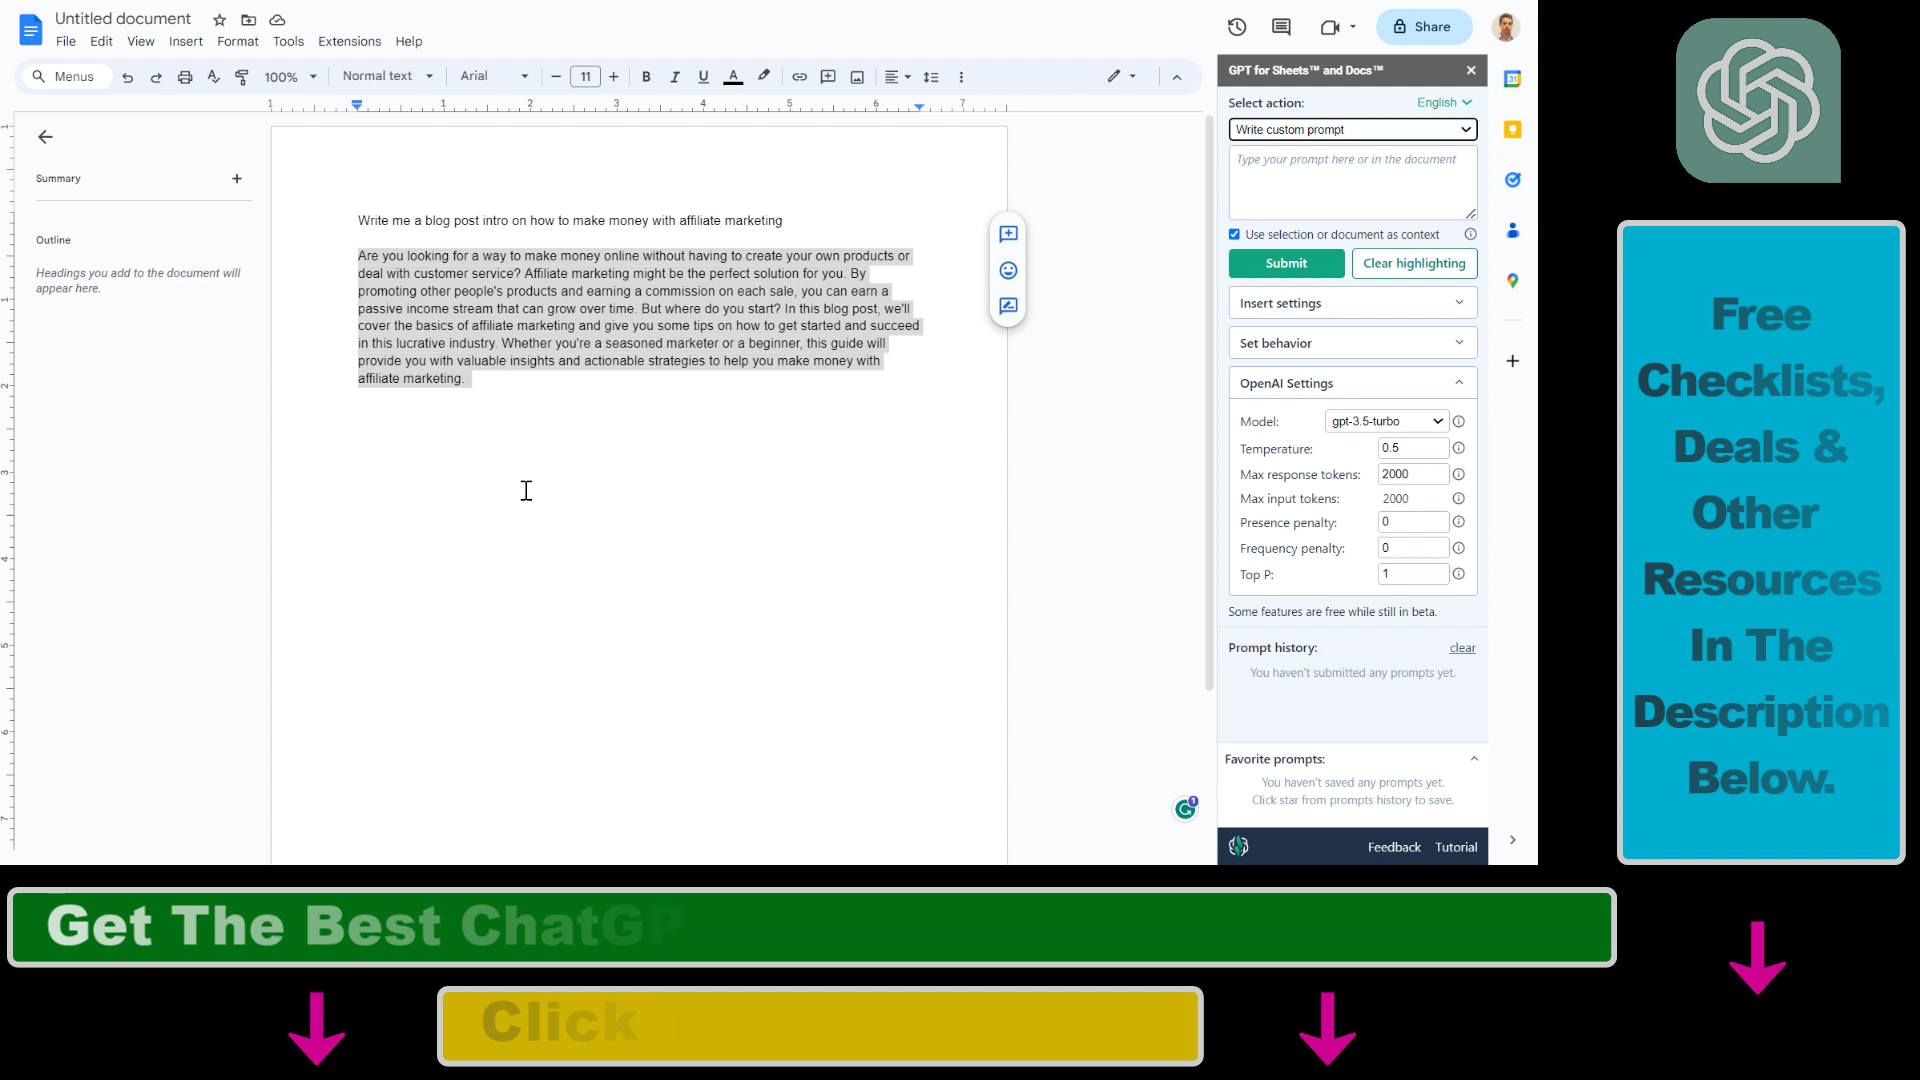 Untitled document
File Edit View Insert Format Tools Extensions Help
Share
Menus 100% Normal text Arial 11 B I U A
1 1 2 3 4 5 6 7
Summary
Outline
Headings you add to the document will
appear here.
Write me a blog post intro on how to make money with affiliate marketing
Are you looking for a way to make money online without having to create your own products or
deal with customer service? Affiliate marketing might be the perfect solution for you. By
promoting other people's products and earning a commission on each sale, you can earn a
passive income stream that can grow over time. But where do you start? In this blog post, we'll
cover the basics of affiliate marketing and give you some tips on how to get started and succeed
in this lucrative industry. Whether you're a seasoned marketer or a beginner, this guide will
provide you with valuable insights and actionable strategies to help you make money with
affiliate marketing.
GPT for Sheets™ and Docs™
Select action: English
Write custom prompt
Type your prompt here or in the document
Use selection or document as context
Submit Clear highlighting
Insert settings
Set behavior
OpenAI Settings
Model: gpt-3.5-turbo
Temperature: 0.5
Max response tokens: 2000
Max input tokens: 2000
Presence penalty: 0
Frequency penalty: 0
Top P: 1
Some features are free while still in beta.
Prompt history: clear
You haven't submitted any prompts yet.
Favorite prompts:
You haven't saved any prompts yet.
Click star from prompts history to save.
Feedback Tutorial
31
Free
Checklists,
Deals &
Other
Resources
In The
Description
Below.
Get The Best ChatGP
Click